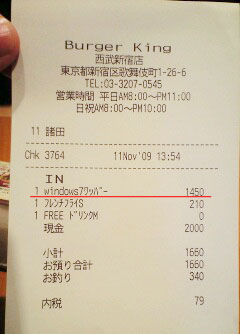 Burger King
西武新宿店
東京都新宿区歌舞伎町1-26-6
TEL:03-3207-0545
営業時間 平日AM8:00〜PM11:00
日祝AM8:00〜PM10:00
11 諸田
Chk 3764 11Nov'09 13:54
IN
1 windows7ワッパー 1450
1 フレンチフライS 210
1 FREE ドリンクM 0
現金 2000
小計 1660
お預り合計 1660
お釣り 340
内税 79